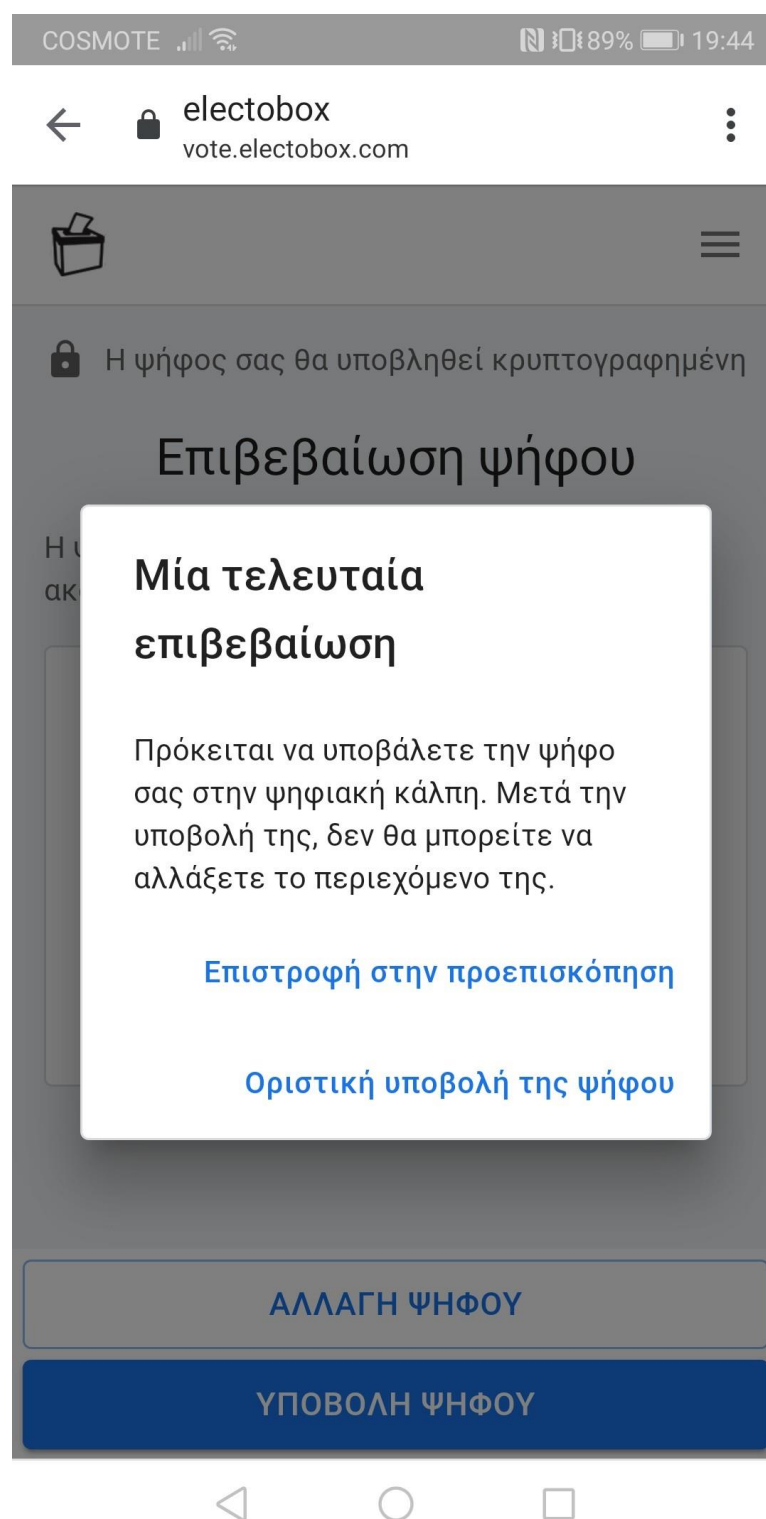 COSMOTE 89% 19:44
electobox
vote.electobox.com
Η ψήφος σας θα υποβληθεί κρυπτογραφημένη
Επιβεβαίωση ψήφου
Η
Μία τελευταία
επιβεβαίωση
Πρόκειται να υποβάλετε την ψήφο
σας στην ψηφιακή κάλπη. Μετά την
υποβολή της, δεν θα μπορείτε να
αλλάξετε το περιεχόμενο της.
Επιστροφή στην προεπισκόπηση
Οριστική υποβολή της ψήφου
ΑΛΛΑΓΗ ΨΗΦΟΥ
ΥΠΟΒΟΛΗ ΨΗΦΟΥ